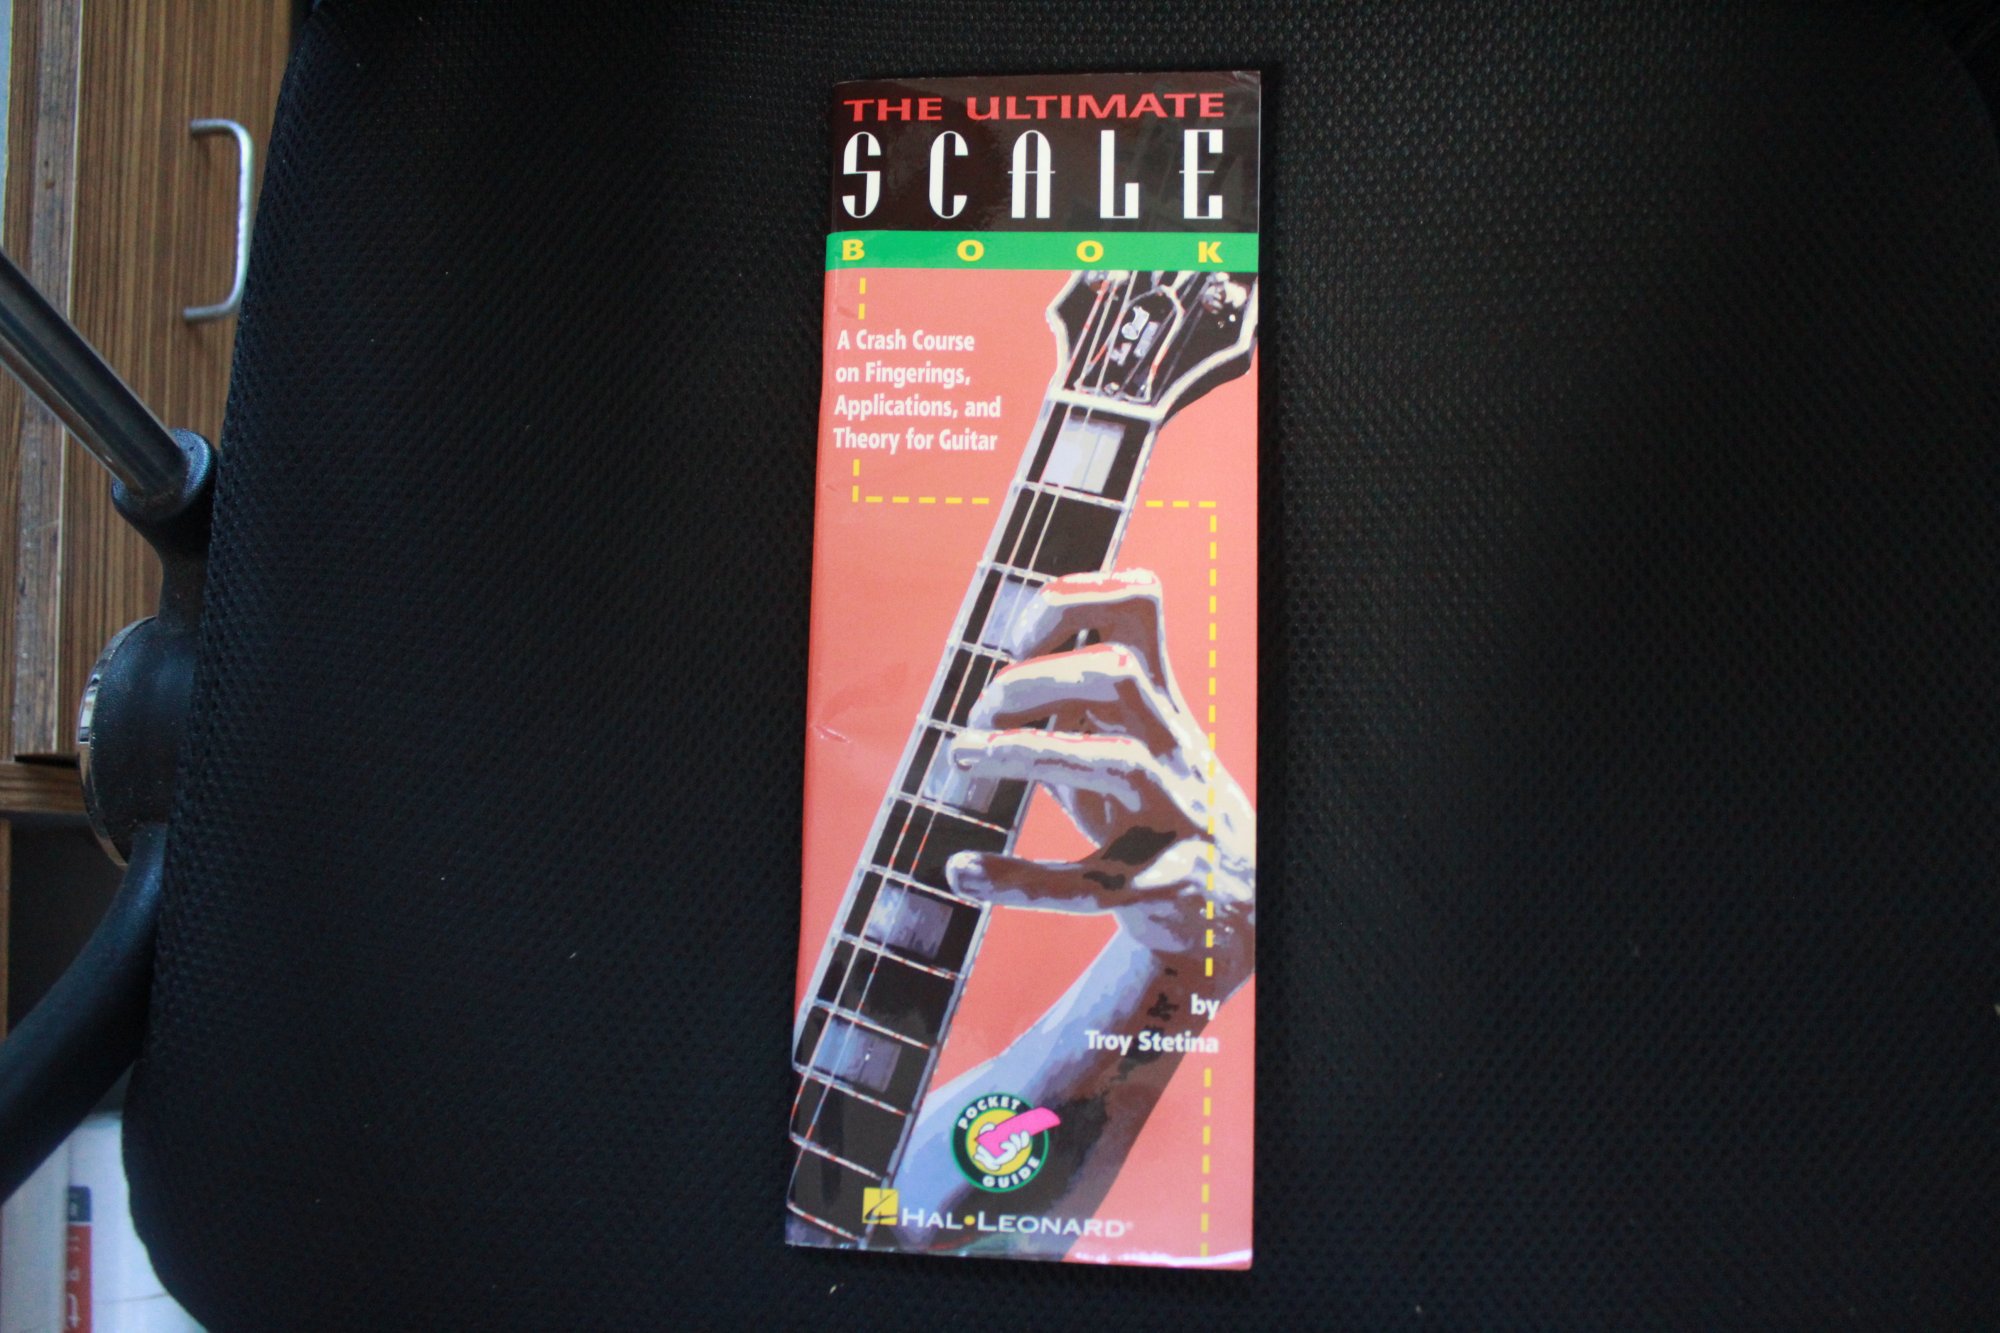 THE ULTIMATE
SCALE
BOOK
A Crash Course
on Fingerings,
Applications, and
Theory for Guitar
by
Troy Stetina
POCKET
GUIDE
HAL•LEONARD®